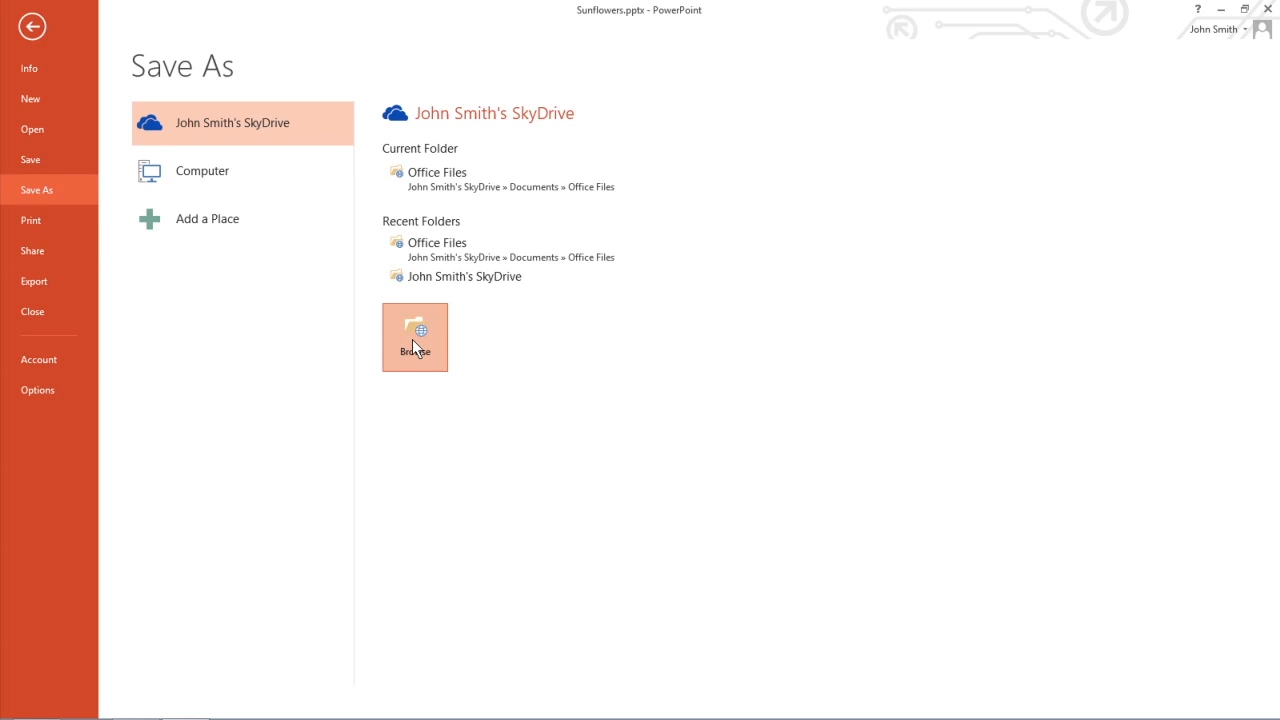 Sunflowers.pptx - PowerPoint
?
John Smith
Info
New
Open
Save
Save As
Print
Share
Export
Close
Account
Options
Save As
John Smith's SkyDrive
Computer
Add a Place
John Smith's SkyDrive
Current Folder
Office Files
John Smith's SkyDrive » Documents » Office Files
Recent Folders
Office Files
John Smith's SkyDrive » Documents » Office Files
John Smith's SkyDrive
Browse